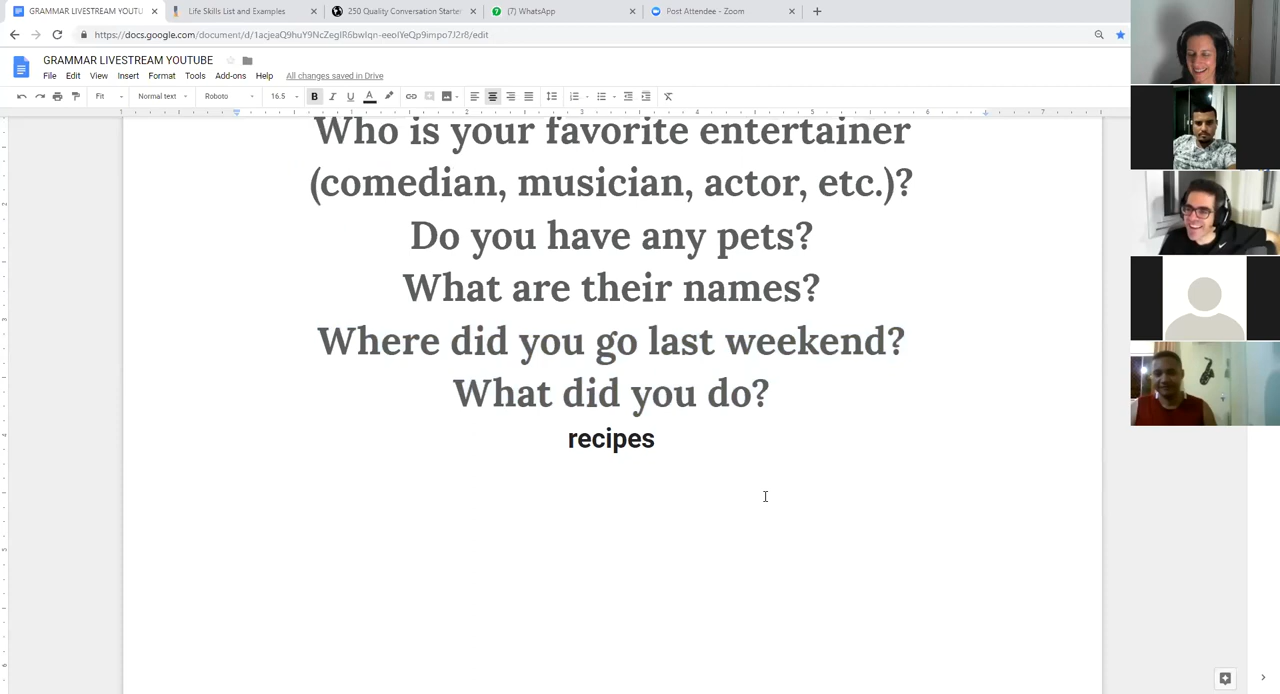 GRAMMAR LIVESTREAM YOUTU
Life Skills List and Examples
250 Quality Conversation Starte
(7) WhatsApp
Post Attendee - Zoom
GRAMMAR LIVESTREAM YOUTUBE
File Edit View Insert Format Tools Add-ons Help All changes saved in Drive
Fit Normal text Roboto 16.5 B I U A
Who is your favorite entertainer
(comedian, musician, actor, etc.)?
Do you have any pets?
What are their names?
Where did you go last weekend?
What did you do?
recipes